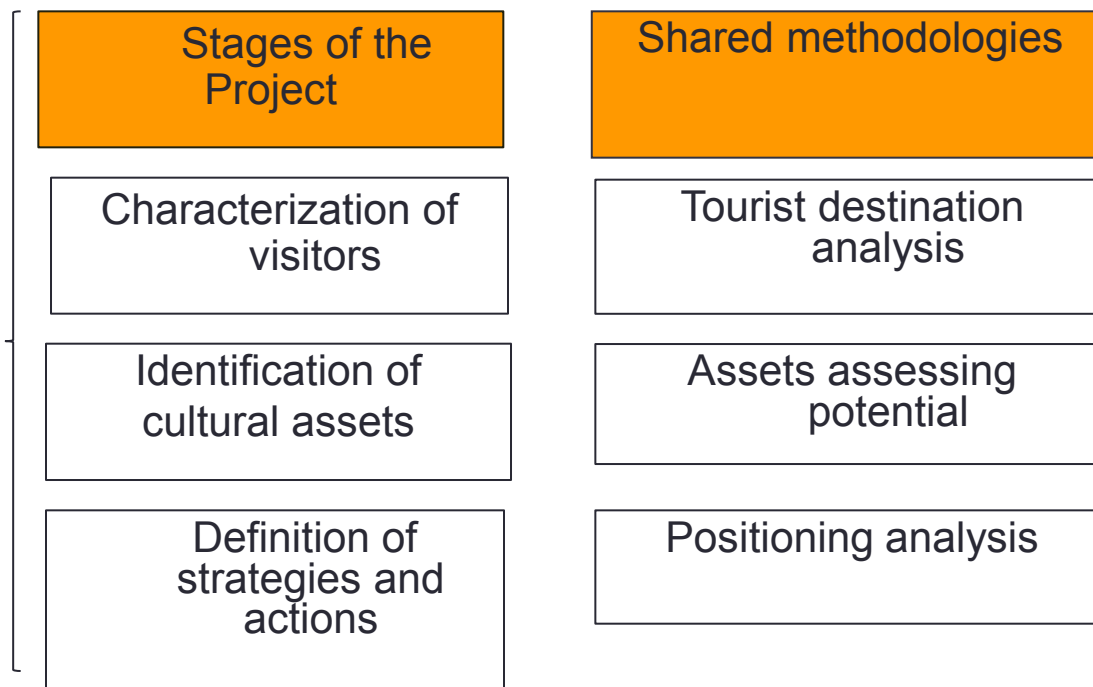 Stages of the
Project
Shared methodologies
Characterization of
visitors
Tourist destination
analysis
Identification of
cultural assets
Assets assessing
potential
Definition of
strategies and
actions
Positioning analysis